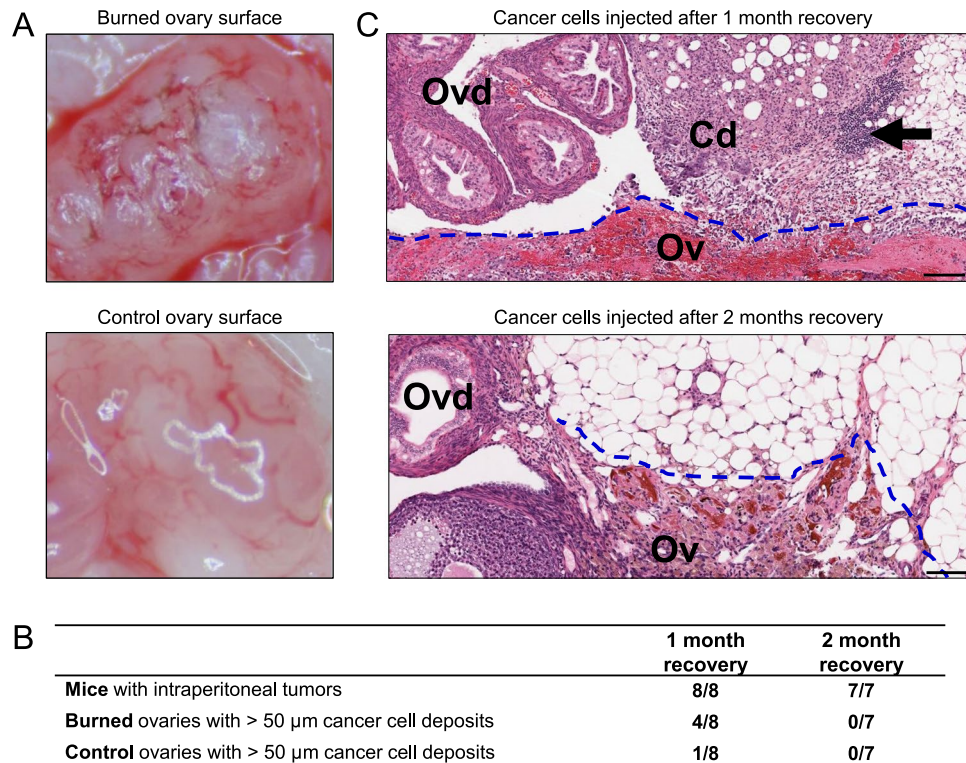 A
Burned ovary surface
Control ovary surface
C
Cancer cells injected after 1 month recovery
Ovd
Cd
Ov
Cancer cells injected after 2 months recovery
Ovd
Ov
B
1 month recovery
2 month recovery
Mice with intraperitoneal tumors 8/8 7/7
Burned ovaries with > 50 µm cancer cell deposits 4/8 0/7
Control ovaries with > 50 µm cancer cell deposits 1/8 0/7